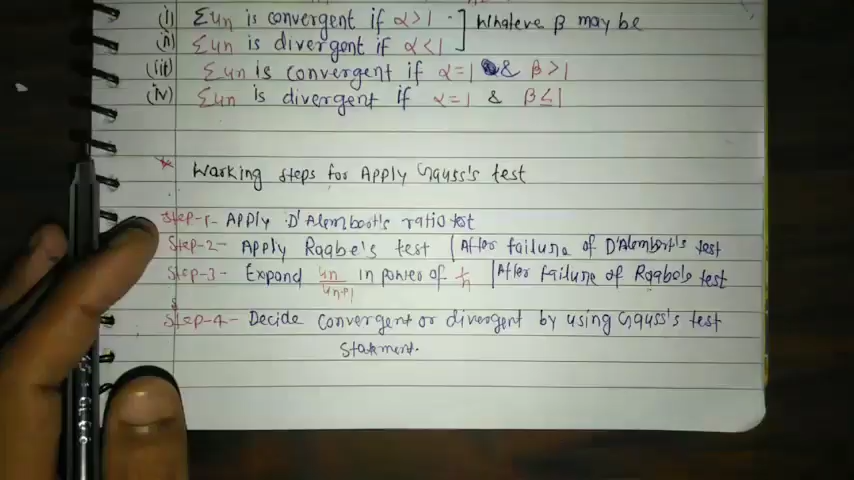 (i) Σun is convergent if α>1 ] Whateve β may be
(ii) Σun is divergent if α<1
(iii) Σun is convergent if α=1 & β>1
(iv) Σun is divergent if α=1 & β≤1
* Working steps for Apply Gauss's test
Step-1- Apply D'Alembert's ratio test
Step-2- Apply Raabe's test | After failure of D'Alembert's test
Step-3- Expand un/un+1 in power of 1/n | After failure of Raabe's test
Step-4- Decide convergent or divergent by using Gauss's test
Statement.